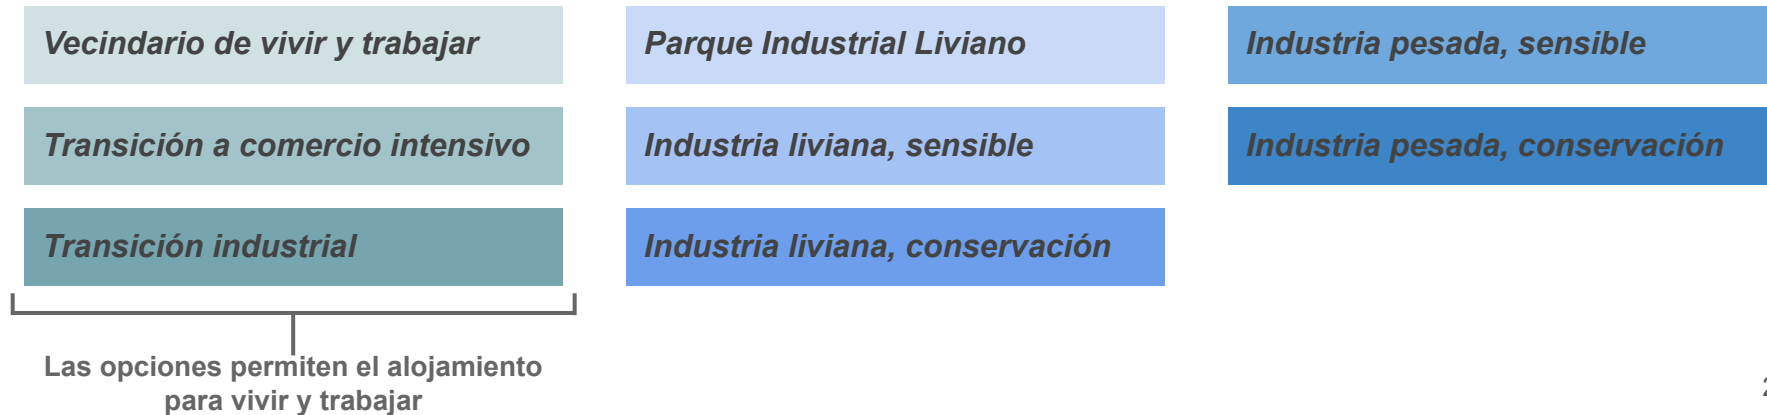 Vecindario de vivir y trabajar
Transición a comercio intensivo
Transición industrial
Las opciones permiten el alojamiento
para vivir y trabajar
Parque Industrial Liviano
Industria liviana, sensible
Industria liviana, conservación
Industria pesada, sensible
Industria pesada, conservación